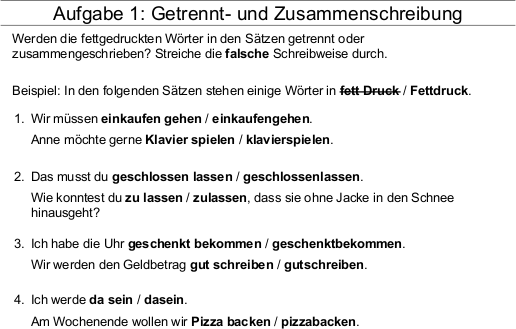 Aufgabe 1: Getrennt- und Zusammenschreibung
Werden die fettgedruckten Wörter in den Sätzen getrennt oder
zusammengeschrieben? Streiche die falsche Schreibweise durch.
Beispiel: In den folgenden Sätzen stehen einige Wörter in fett Druck / Fettdruck.
1. Wir müssen einkaufen gehen / einkaufengehen.
Anne möchte gerne Klavier spielen / klavierspielen.
2. Das musst du geschlossen lassen / geschlossenlassen.
Wie konntest du zu lassen / zulassen, dass sie ohne Jacke in den Schnee
hinausgeht?
3. Ich habe die Uhr geschenkt bekommen / geschenktbekommen.
Wir werden den Geldbetrag gut schreiben / gutschreiben.
4. Ich werde da sein / dasein.
Am Wochenende wollen wir Pizza backen / pizzabacken.